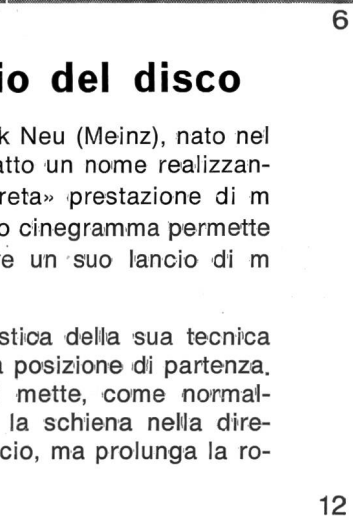 6
io del disco
k Neu (Meinz), nato nel
atto un nome realizzan-
reta» prestazione di m
o cinegramma permette
e un suo lancio di m
stica della sua tecnica
a posizione di partenza.
mette, come normal-
la schiena nella dire-
cio, ma prolunga la ro-
12